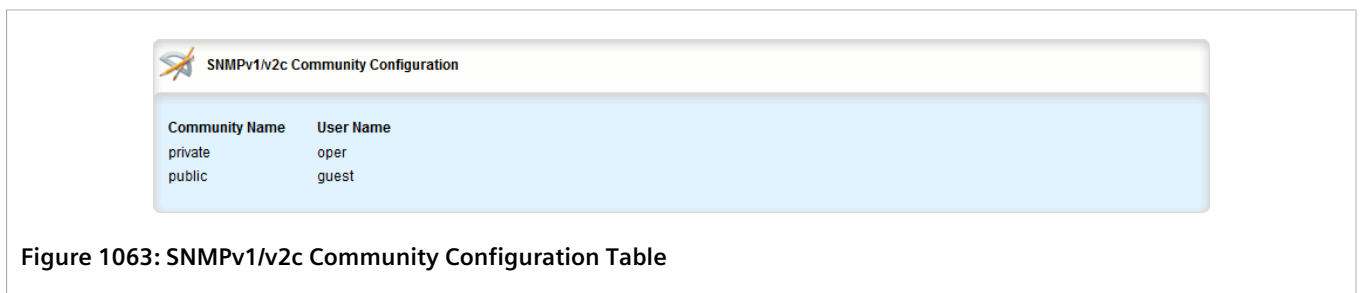 SNMPv1/v2c Community Configuration
Community Name User Name
private oper
public guest
Figure 1063: SNMPv1/v2c Community Configuration Table